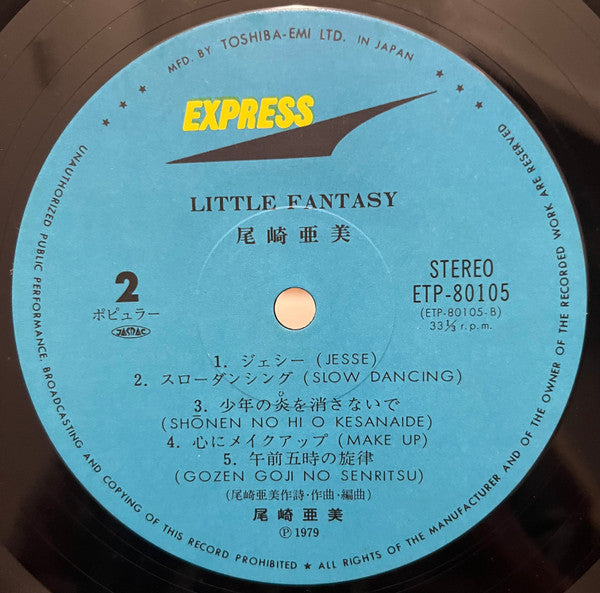 MFD. BY TOSHIBA-EMI LTD. IN JAPAN
EXPRESS
LITTLE FANTASY
尾崎亜美
2
ポピュラー
JASRAC
STEREO
ETP-80105
(ETP-80105-B)
33⅓ r.p.m.
1. ジェシー (JESSE)
2. スローダンシング (SLOW DANCING)
ひ
3. 少年の炎を消さないで
(SHŌNEN NO HI O KESANAIDE)
4. 心にメイクアップ (MAKE UP)
5. 午前五時の旋律
(GOZEN GOJI NO SENRITSU)
(尾崎亜美作詩・作曲・編曲)
尾崎亜美
Ⓟ 1979
★ ★ ★ UNAUTHORIZED PUBLIC PERFORMANCE, BROADCASTING AND COPYING OF THIS RECORD PROHIBITED ★ ALL RIGHTS OF THE MANUFACTURER AND OF THE OWNER OF THE RECORDED WORK ARE RESERVED ★ ★ ★